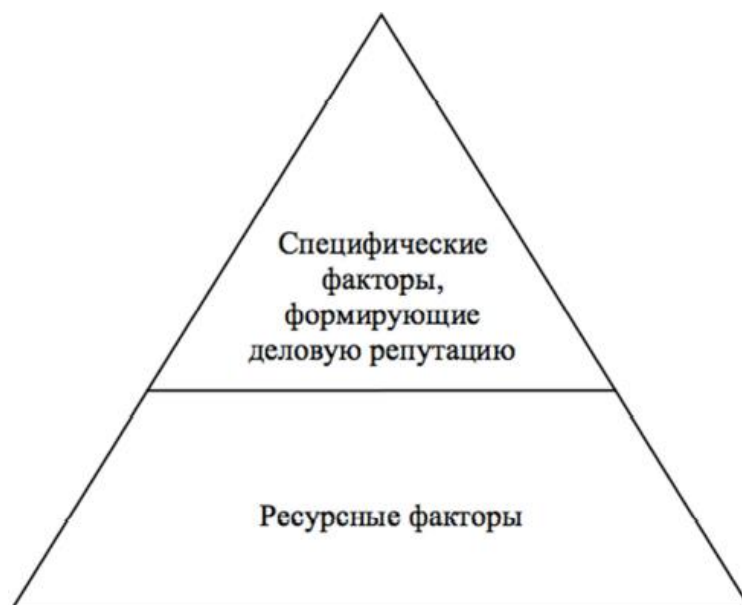 Специфические
факторы,
формирующие
деловую репутацию
Ресурсные факторы